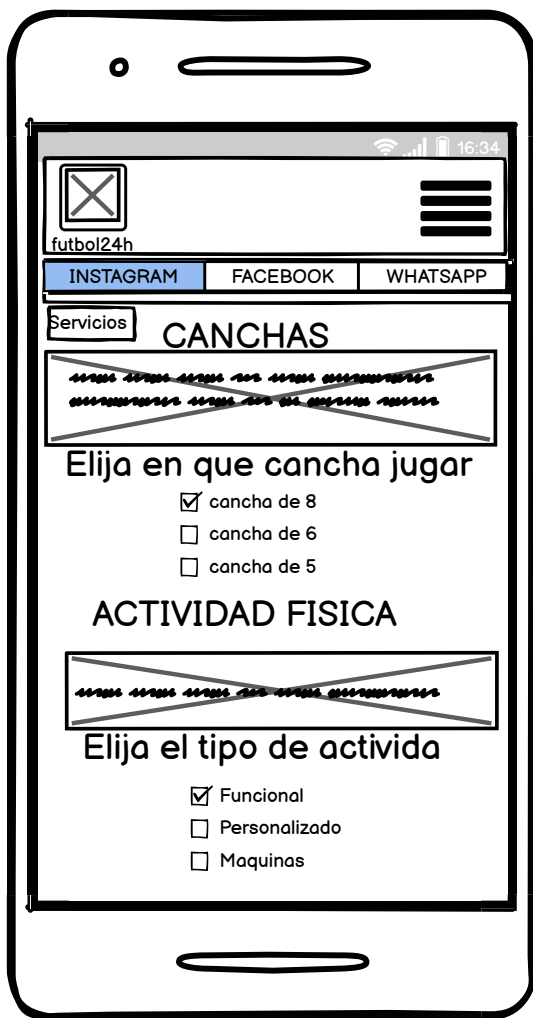 16:34
futbol24h
INSTAGRAM FACEBOOK WHATSAPP
Servicios
CANCHAS
Elija en que cancha jugar
cancha de 8
cancha de 6
cancha de 5
ACTIVIDAD FISICA
Elija el tipo de activida
Funcional
Personalizado
Maquinas